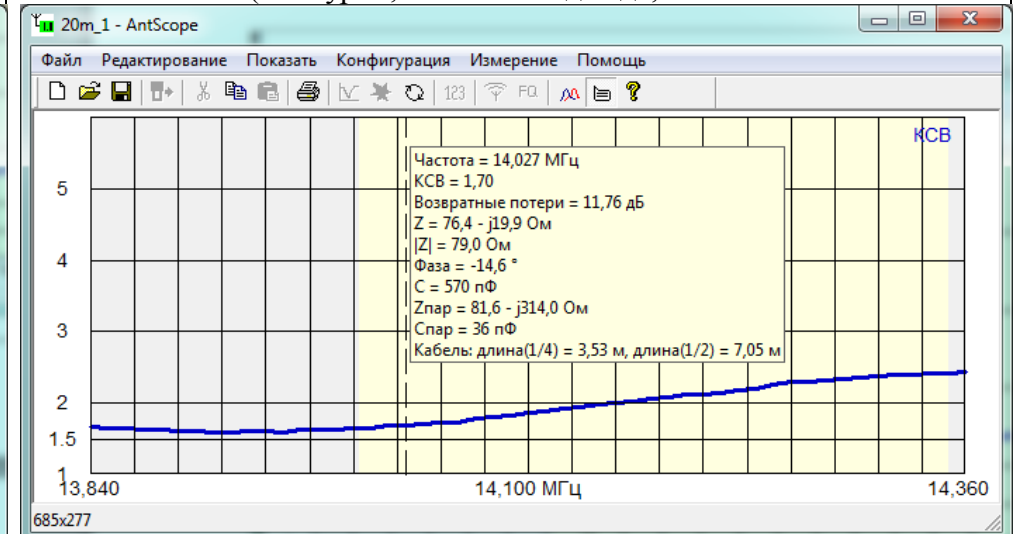 20m_1 - AntScope
Файл Редактирование Показать Конфигурация Измерение Помощь
123 FQ
КСВ
Частота = 14,027 МГц
КСВ = 1,70
Возвратные потери = 11,76 дБ
Z = 76,4 - j19,9 Ом
|Z| = 79,0 Ом
Фаза = -14,6 °
C = 570 пФ
Zпар = 81,6 - j314,0 Ом
Cпар = 36 пФ
Кабель: длина(1/4) = 3,53 м, длина(1/2) = 7,05 м
5
4
3
2
1.5
1
13,840 14,100 МГц 14,360
685x277